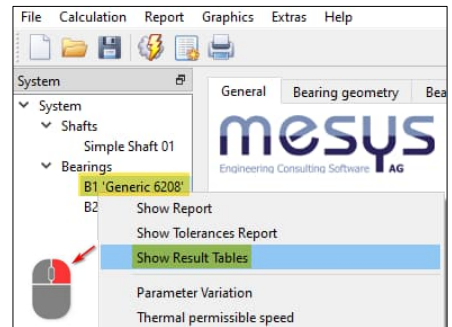 File Calculation Report Graphics Extras Help
System
General Bearing geometry Bea
System
Shafts
Simple Shaft 01
Bearings
B1 'Generic 6208'
B2
mesys
Engineering Consulting Software AG
Show Report
Show Tolerances Report
Show Result Tables
Parameter Variation
Thermal permissible speed